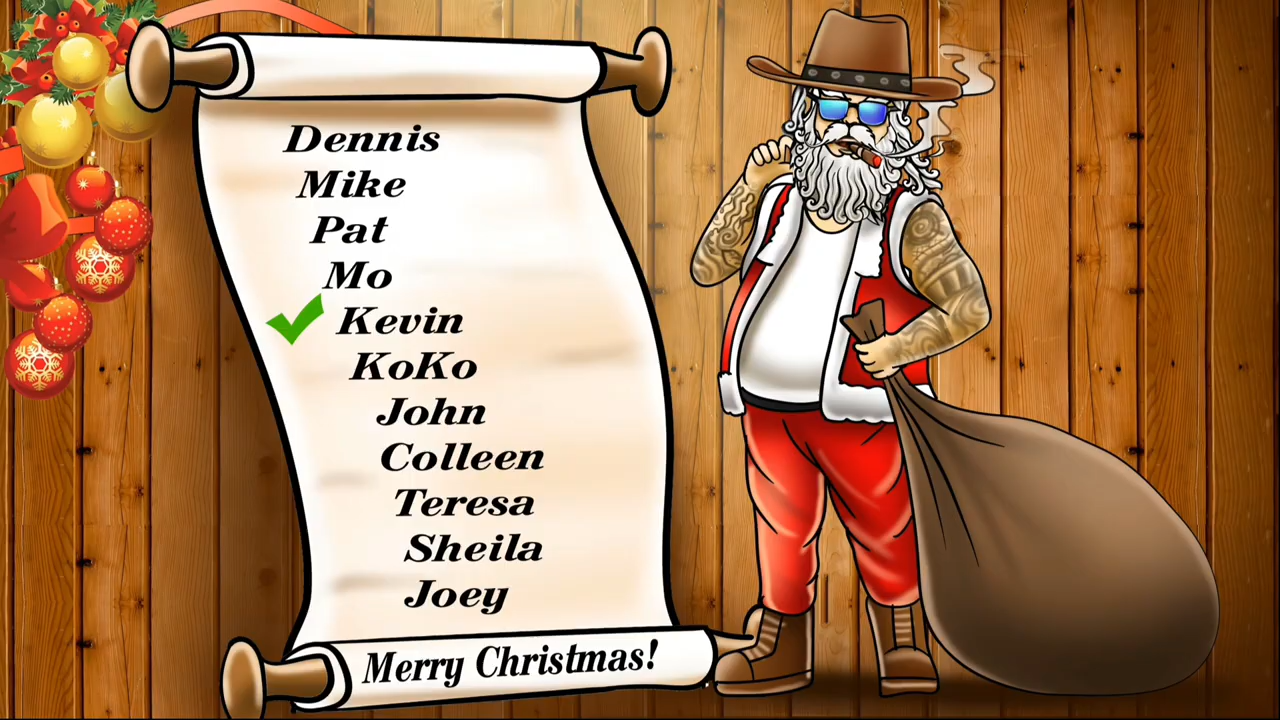 Dennis
Mike
Pat
Mo
Kevin
KoKo
John
Colleen
Teresa
Sheila
Joey
Merry Christmas!